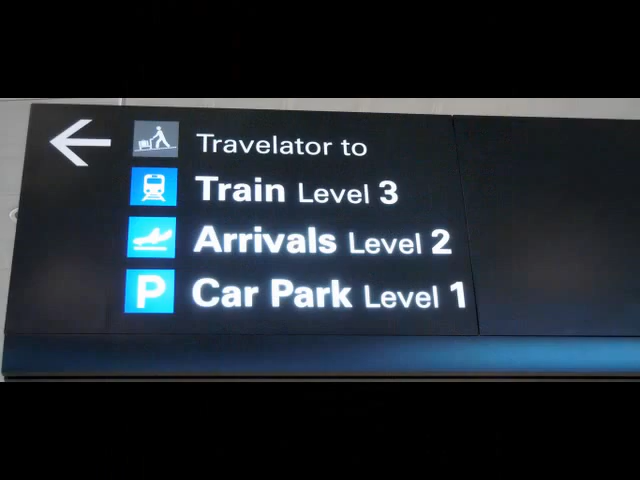 Travelator to
Train Level 3
Arrivals Level 2
P Car Park Level 1